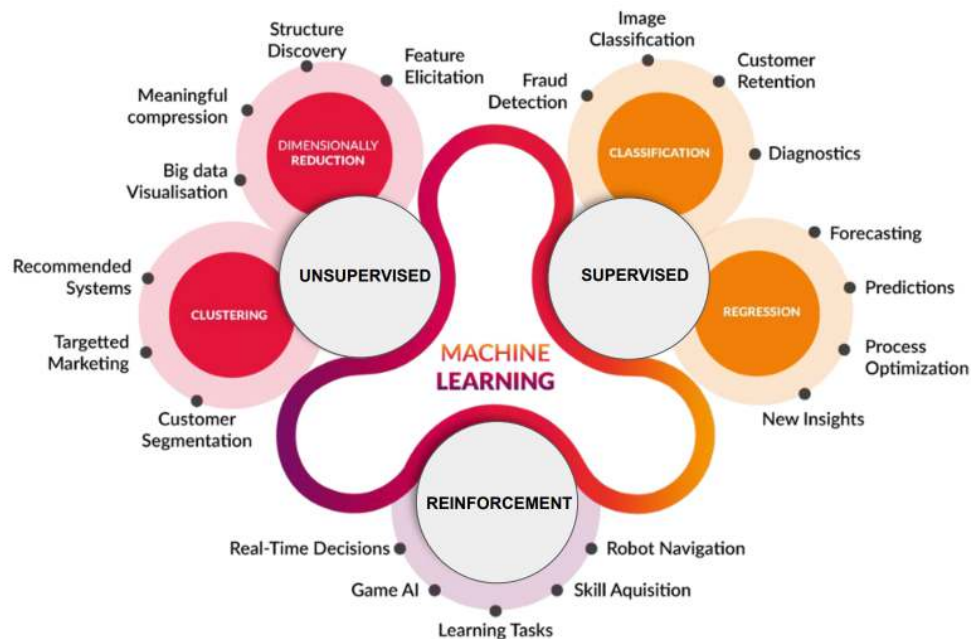 Structure
Discovery
Feature
Elicitation
Meaningful
compression
Big data
Visualisation
DIMENSIONALLY
REDUCTION
UNSUPERVISED
Recommended
Systems
Targetted
Marketing
Customer
Segmentation
CLUSTERING
Image
Classification
Fraud
Detection
Customer
Retention
Diagnostics
CLASSIFICATION
SUPERVISED
Forecasting
Predictions
Process
Optimization
New Insights
REGRESSION
MACHINE
LEARNING
REINFORCEMENT
Real-Time Decisions
Game AI
Learning Tasks
Skill Aquisition
Robot Navigation